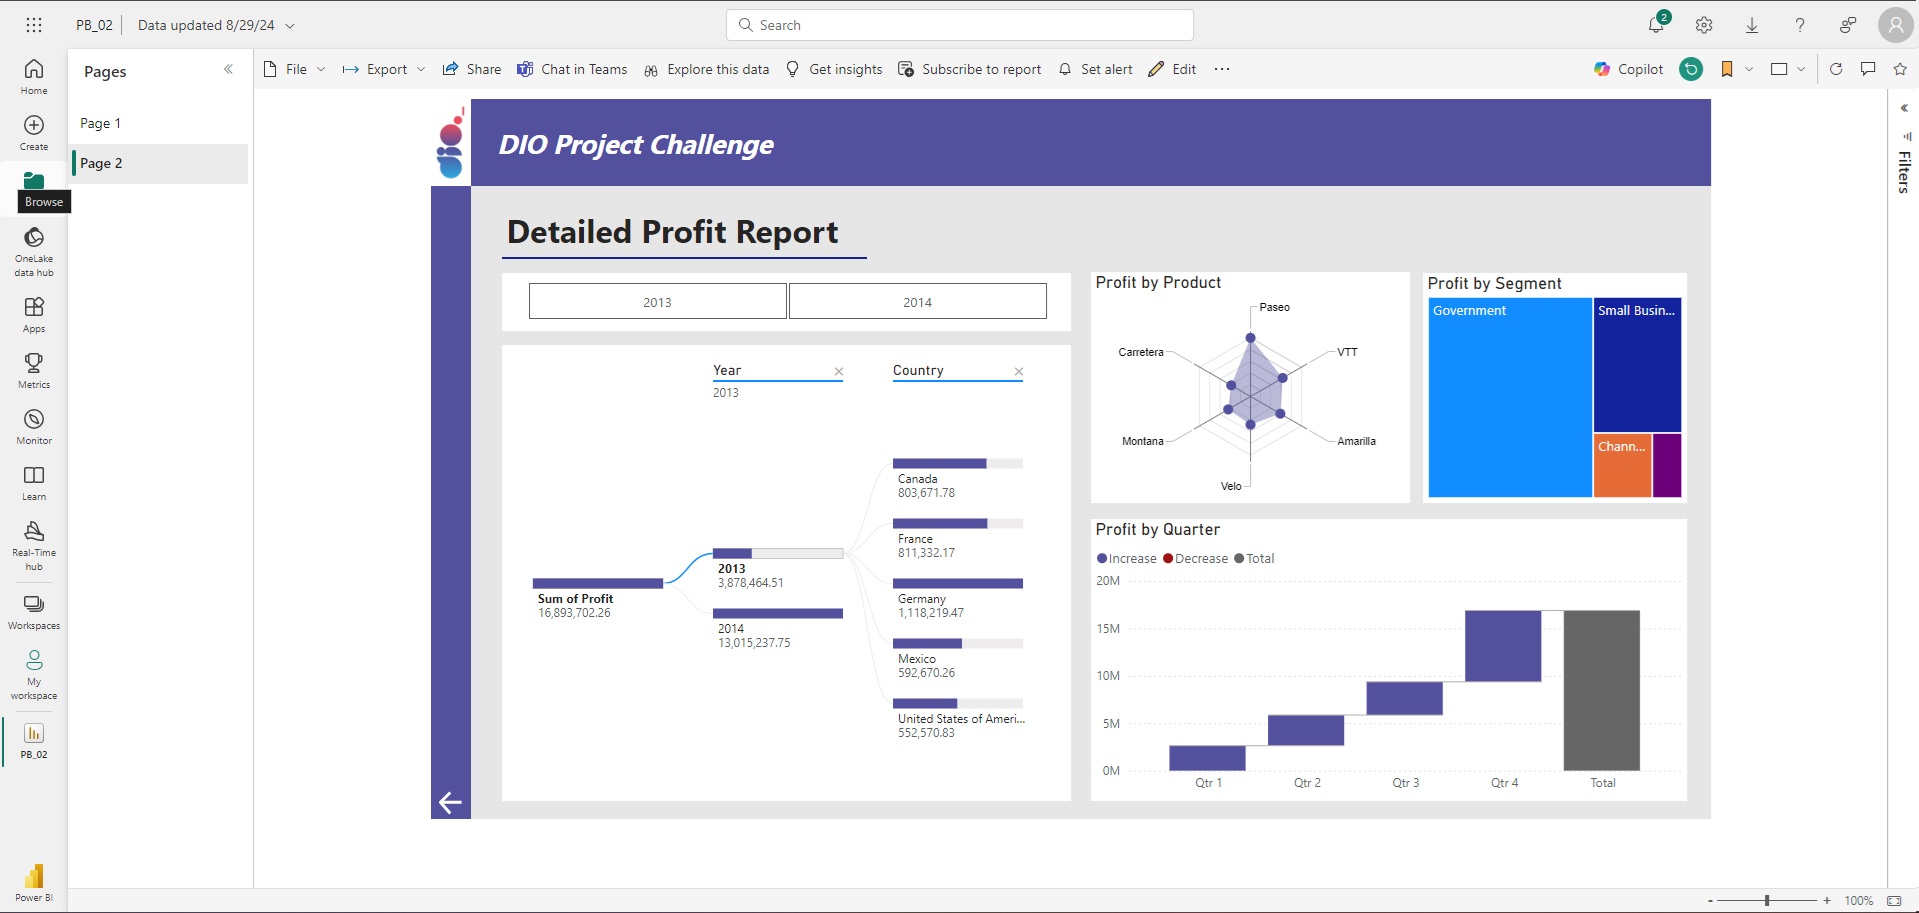 PB_02
Data updated 8/29/24
Search
2
Home
Create
Browse
OneLake
data hub
Apps
Metrics
Monitor
Learn
Real-Time
hub
Workspaces
My
workspace
PB_02
Power BI
Pages
Page 1
Page 2
File
Export
Share
Chat in Teams
Explore this data
Get insights
Subscribe to report
Set alert
Edit
Copilot
Filters
DIO Project Challenge
Detailed Profit Report
2013
2014
Year
2013
Country
Sum of Profit
16,893,702.26
2013
3,878,464.51
2014
13,015,237.75
Canada
803,671.78
France
811,332.17
Germany
1,118,219.47
Mexico
592,670.26
United States of Ameri...
552,570.83
Profit by Product
Paseo
Carretera
VTT
Montana
Amarilla
Velo
Profit by Segment
Government
Small Busin...
Chann...
Profit by Quarter
Increase Decrease Total
20M
15M
10M
5M
0M
Qtr 1 Qtr 2 Qtr 3 Qtr 4 Total
- + 100%